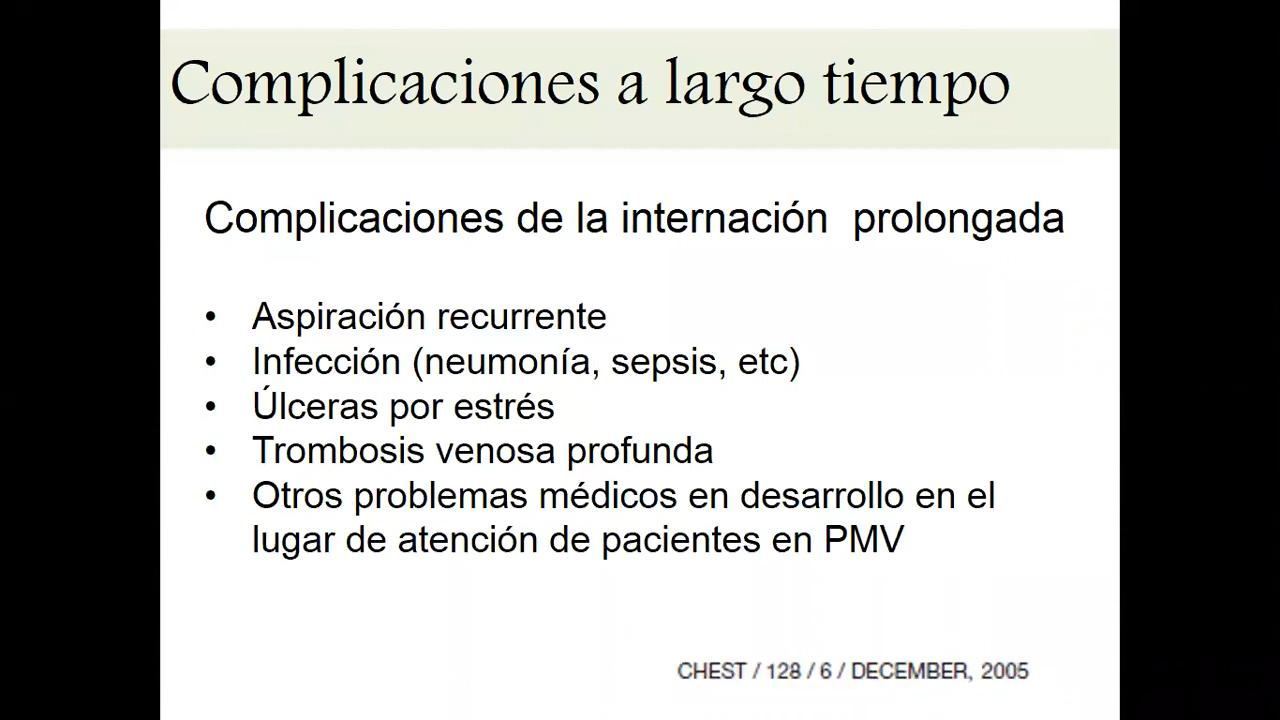 Complicaciones a largo tiempo
Complicaciones de la internación prolongada
• Aspiración recurrente
• Infección (neumonía, sepsis, etc)
• Úlceras por estrés
• Trombosis venosa profunda
• Otros problemas médicos en desarrollo en el
lugar de atención de pacientes en PMV
CHEST / 128 / 6 / DECEMBER, 2005